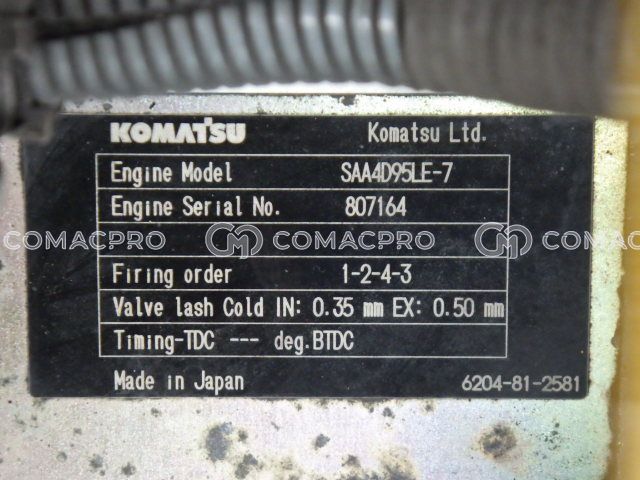 KOMATSU Komatsu Ltd.
Engine Model SAA4D95LE-7
Engine Serial No. 807164
COMACPRO CM COMACPRO CM COMACPRO
Firing order 1-2-4-3
Valve lash Cold IN: 0.35 mm EX: 0.50 mm
Timing-TDC --- deg.BTDC
Made in Japan 6204-81-2581